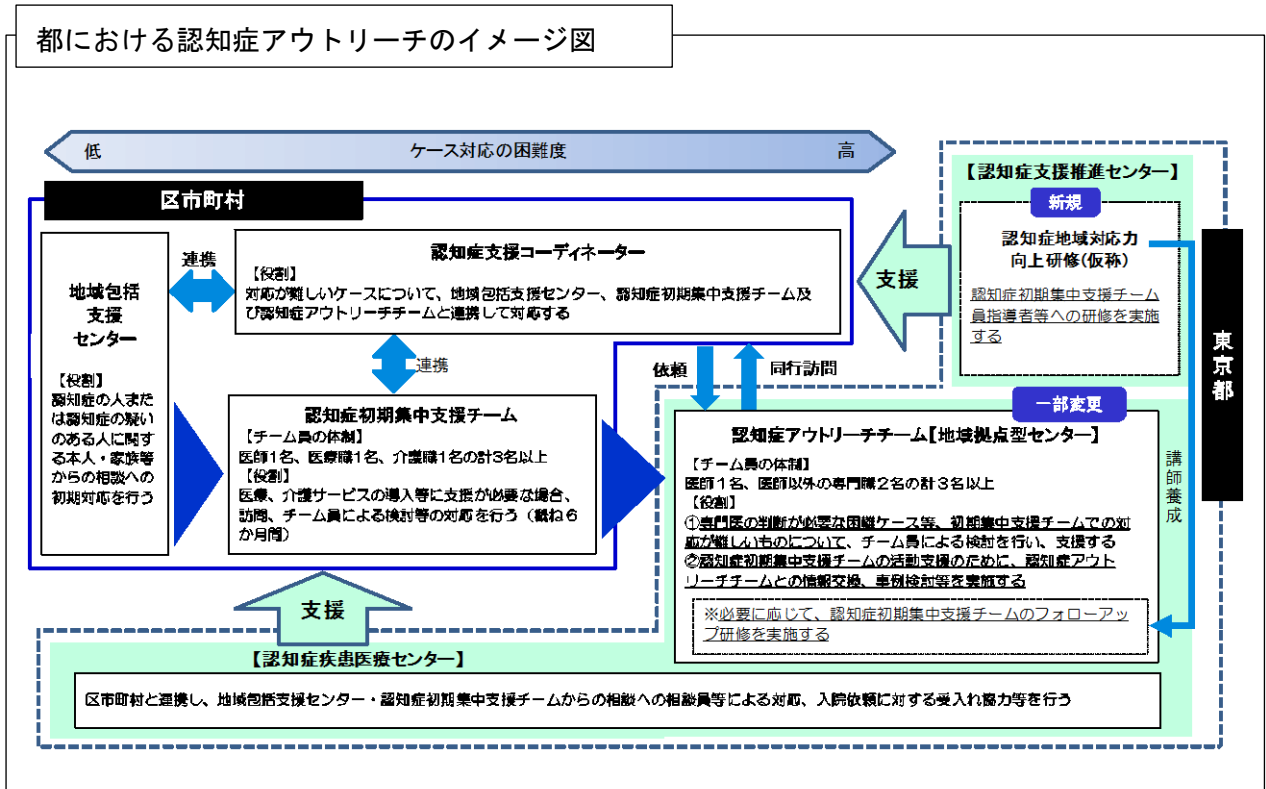 都における認知症アウトリーチのイメージ図
低
ケース対応の困難度
高
区市町村
地域包括
支援
センター
【役割】
認知症の人また
は認知症の疑い
のある人に関す
る本人・家族等
からの相談への
初期対応を行う
連携
認知症支援コーディネーター
【役割】
対応が難しいケースについて、地域包括支援センター、認知症初期集中支援チーム及
び認知症アウトリーチチームと連携して対応する
連携
認知症初期集中支援チーム
【チーム員の体制】
医師1名、医療職1名、介護職1名の計3名以上
【役割】
医療、介護サービスの導入等に支援が必要な場合、
訪問、チーム員による検討等の対応を行う（概ね6
か月間）
支援
【認知症支援推進センター】
新規
認知症地域対応力
向上研修(仮称)
認知症初期集中支援チーム
員指導者等への研修を実施
する
東京都
依頼
同行訪問
一部変更
認知症アウトリーチチーム【地域拠点型センター】
【チーム員の体制】
医師１名、医師以外の専門職２名の計３名以上
【役割】
①専門医の判断が必要な困難ケース等、初期集中支援チームでの対
応が難しいものについて、チーム員による検討を行い、支援する
②認知症初期集中支援チームの活動支援のために、認知症アウト
リーチチームとの情報交換、事例検討等を実施する
※必要に応じて、認知症初期集中支援チームのフォローアッ
プ研修を実施する
講師養成
支援
【認知症疾患医療センター】
区市町村と連携し、地域包括支援センター・認知症初期集中支援チームからの相談への相談員等による対応、入院依頼に対する受入れ協力等を行う